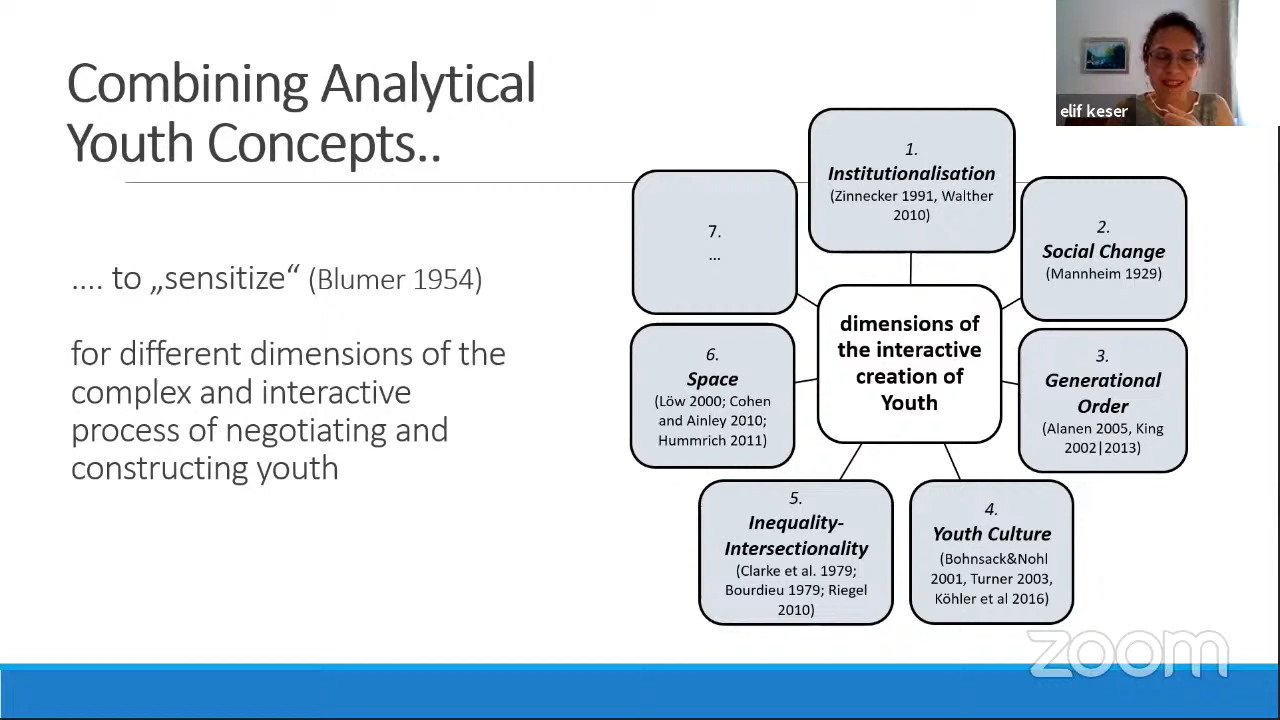 Combining Analytical
Youth Concepts..
.... to „sensitize“ (Blumer 1954)
for different dimensions of the
complex and interactive
process of negotiating and
constructing youth
elif keser
1.
Institutionalisation
(Zinnecker 1991, Walther
2010)
2.
Social Change
(Mannheim 1929)
3.
Generational
Order
(Alanen 2005, King
2002|2013)
4.
Youth Culture
(Bohnsack&Nohl
2001, Turner 2003,
Köhler et al 2016)
5.
Inequality-
Intersectionality
(Clarke et al. 1979;
Bourdieu 1979; Riegel
2010)
6.
Space
(Löw 2000; Cohen
and Ainley 2010;
Hummrich 2011)
7.
...
dimensions of
the interactive
creation of
Youth
zoom